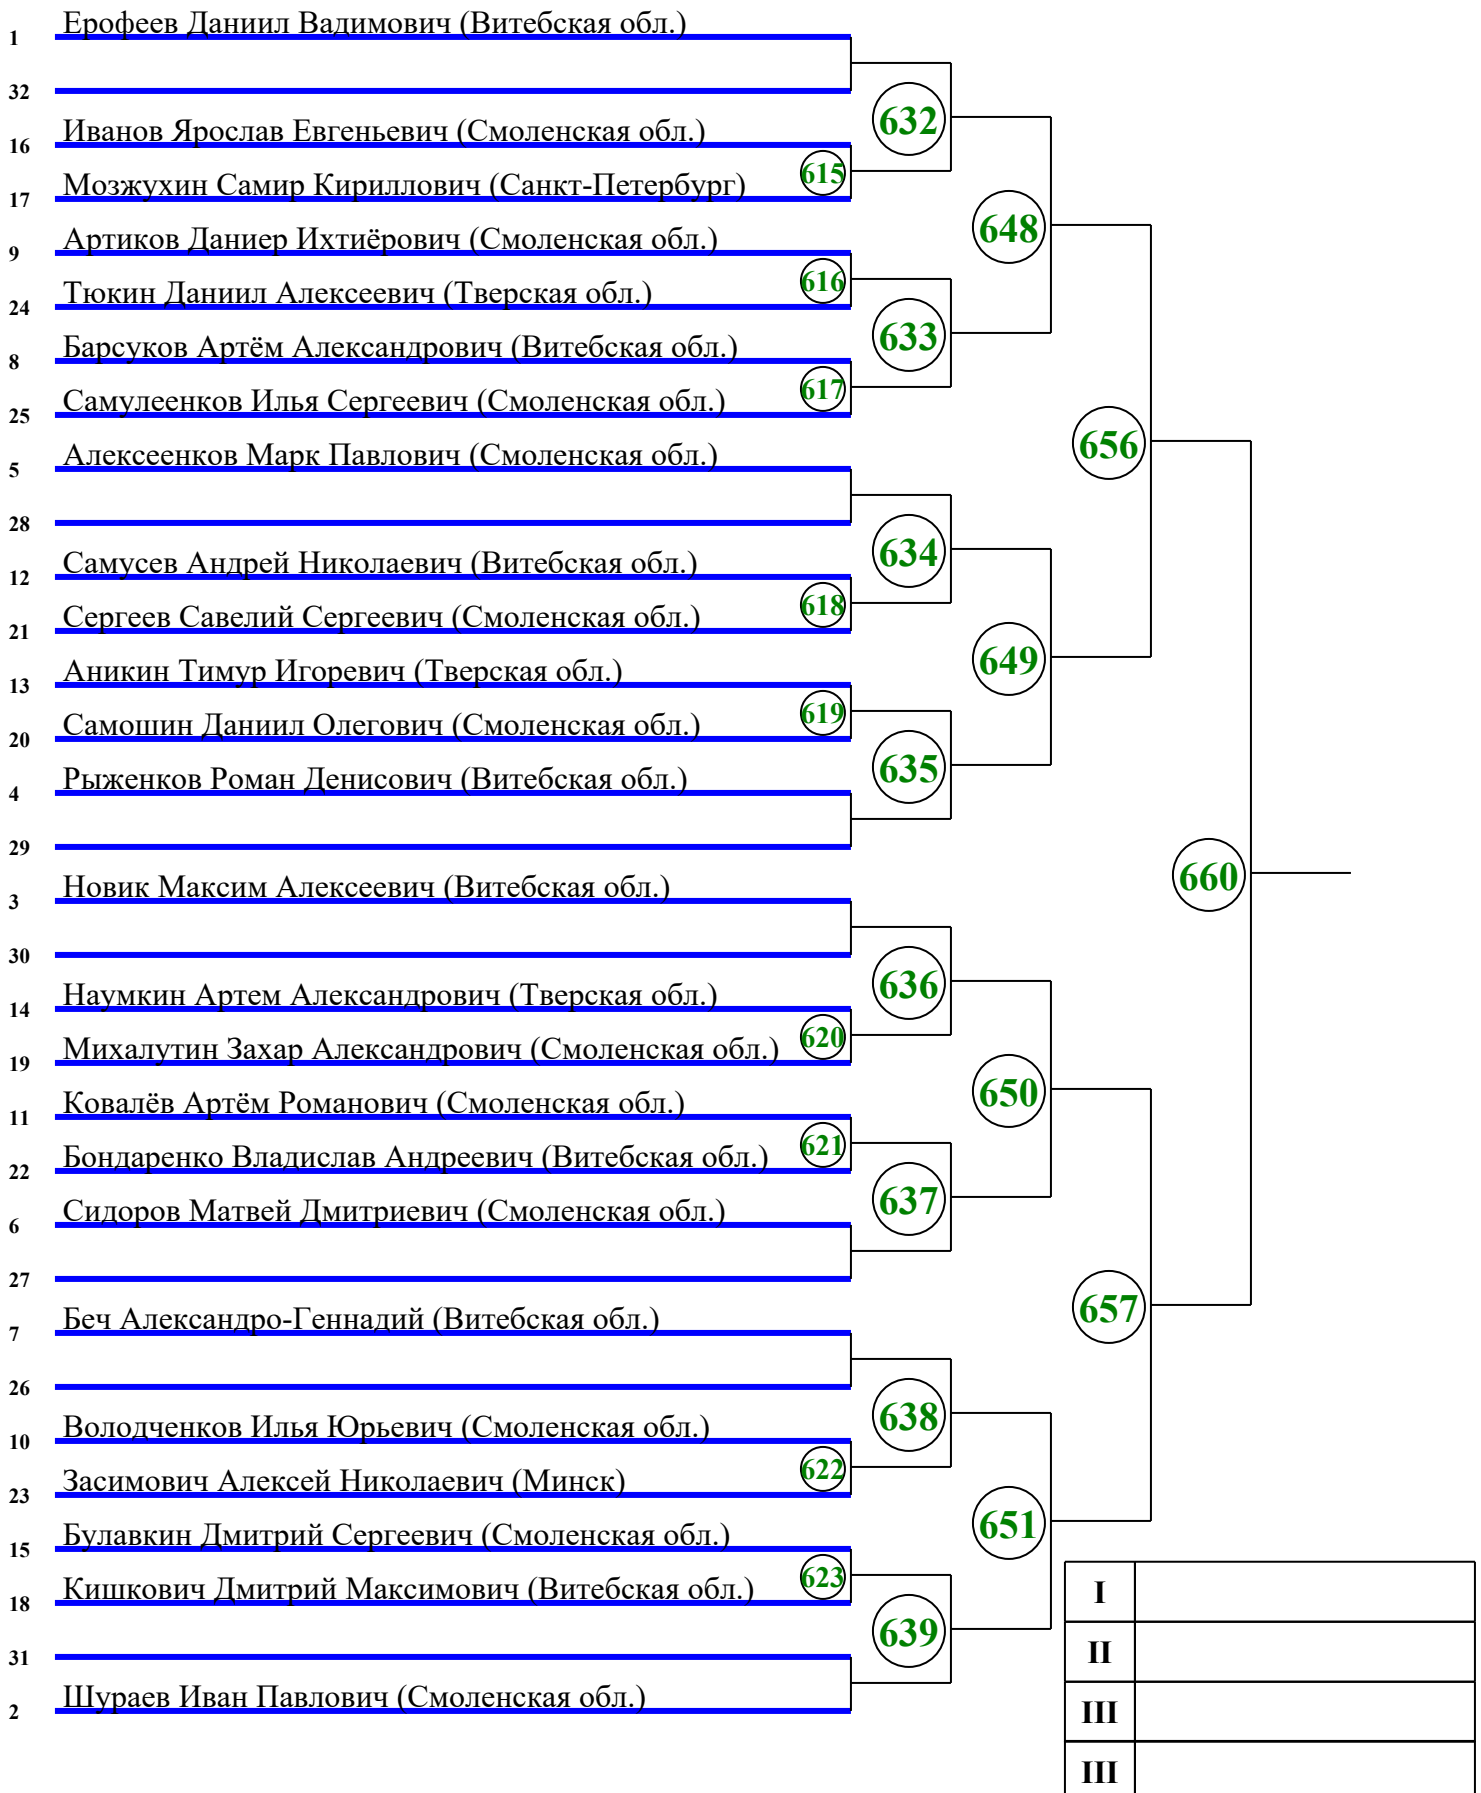 1 Ерофеев Даниил Вадимович (Витебская обл.)
32
632
16 Иванов Ярослав Евгеньевич (Смоленская обл.)
615
17 Мозжухин Самир Кириллович (Санкт-Петербург)
648
9 Артиков Даниер Ихтиёрович (Смоленская обл.)
616
24 Тюкин Даниил Алексеевич (Тверская обл.)
633
8 Барсуков Артём Александрович (Витебская обл.)
617
25 Самулеенков Илья Сергеевич (Смоленская обл.)
656
5 Алексеенков Марк Павлович (Смоленская обл.)
28
634
12 Самусев Андрей Николаевич (Витебская обл.)
618
21 Сергеев Савелий Сергеевич (Смоленская обл.)
649
13 Аникин Тимур Игоревич (Тверская обл.)
619
20 Самошин Даниил Олегович (Смоленская обл.)
635
4 Рыженков Роман Денисович (Витебская обл.)
29
660
3 Новик Максим Алексеевич (Витебская обл.)
30
636
14 Наумкин Артем Александрович (Тверская обл.)
620
19 Михалутин Захар Александрович (Смоленская обл.)
650
11 Ковалёв Артём Романович (Смоленская обл.)
621
22 Бондаренко Владислав Андреевич (Витебская обл.)
637
6 Сидоров Матвей Дмитриевич (Смоленская обл.)
27
657
7 Беч Александро-Геннадий (Витебская обл.)
26
638
10 Володченков Илья Юрьевич (Смоленская обл.)
622
23 Засимович Алексей Николаевич (Минск)
651
15 Булавкин Дмитрий Сергеевич (Смоленская обл.)
623
18 Кишкович Дмитрий Максимович (Витебская обл.)
639
31
2 Шураев Иван Павлович (Смоленская обл.)
I
II
III
III